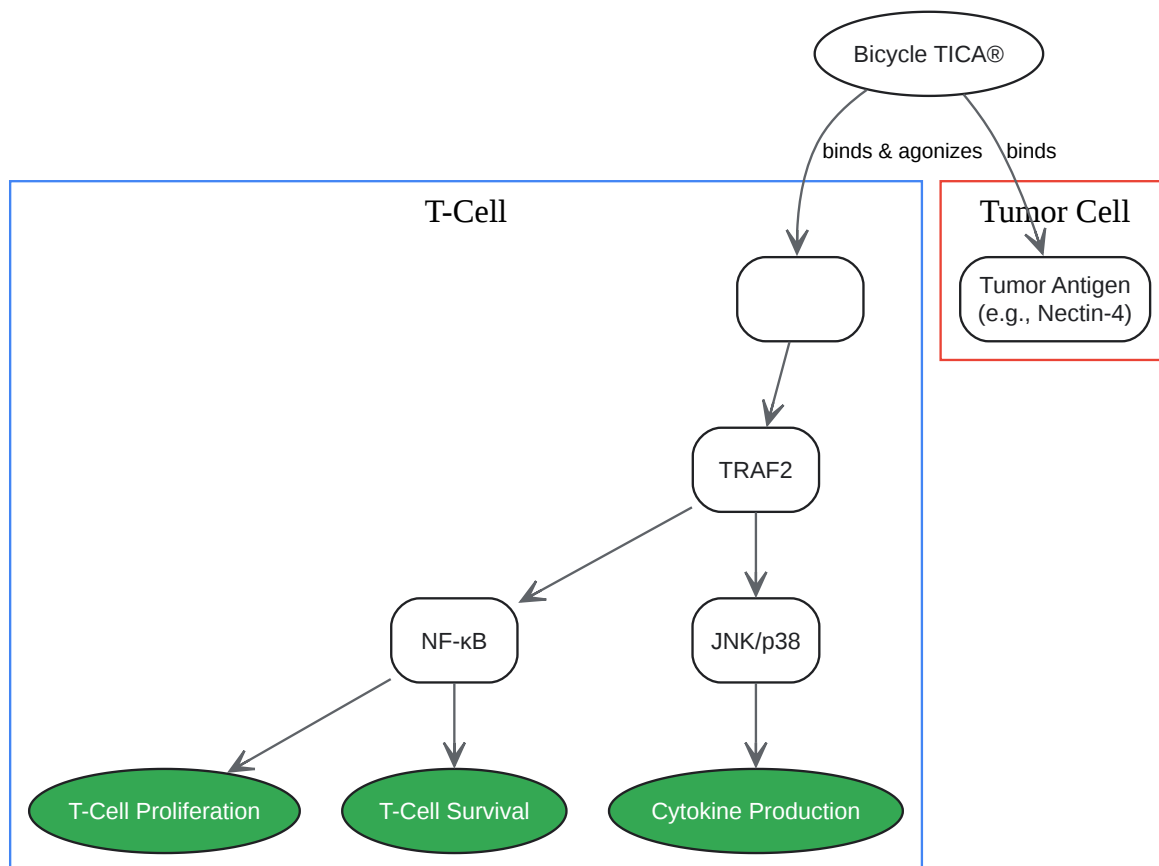 Bicycle TICA®
binds & agonizes
binds
T-Cell
Tumor Cell
Tumor Antigen
(e.g., Nectin-4)
TRAF2
NF-κB
JNK/p38
T-Cell Proliferation
T-Cell Survival
Cytokine Production